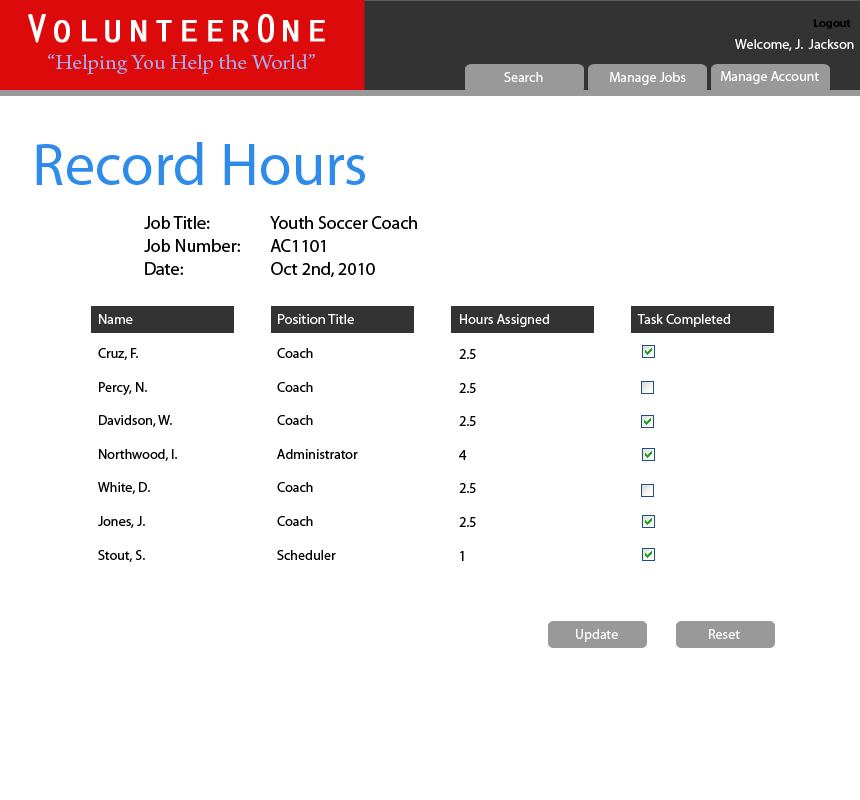 VOLUNTEERONE
“Helping You Help the World”
Logout
Welcome, J. Jackson
Search Manage Jobs Manage Account
Record Hours
Job Title: Youth Soccer Coach
Job Number: AC1101
Date: Oct 2nd, 2010
Name Position Title Hours Assigned Task Completed
Cruz, F. Coach 2.5
Percy, N. Coach 2.5
Davidson, W. Coach 2.5
Northwood, I. Administrator 4
White, D. Coach 2.5
Jones, J. Coach 2.5
Stout, S. Scheduler 1
Update Reset